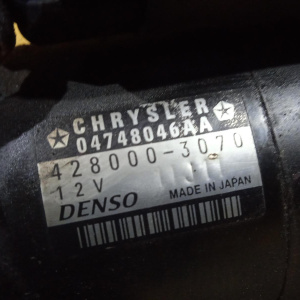 CHRYSLER
04748046AA
428000-3070
12V
DENSO MADE IN JAPAN